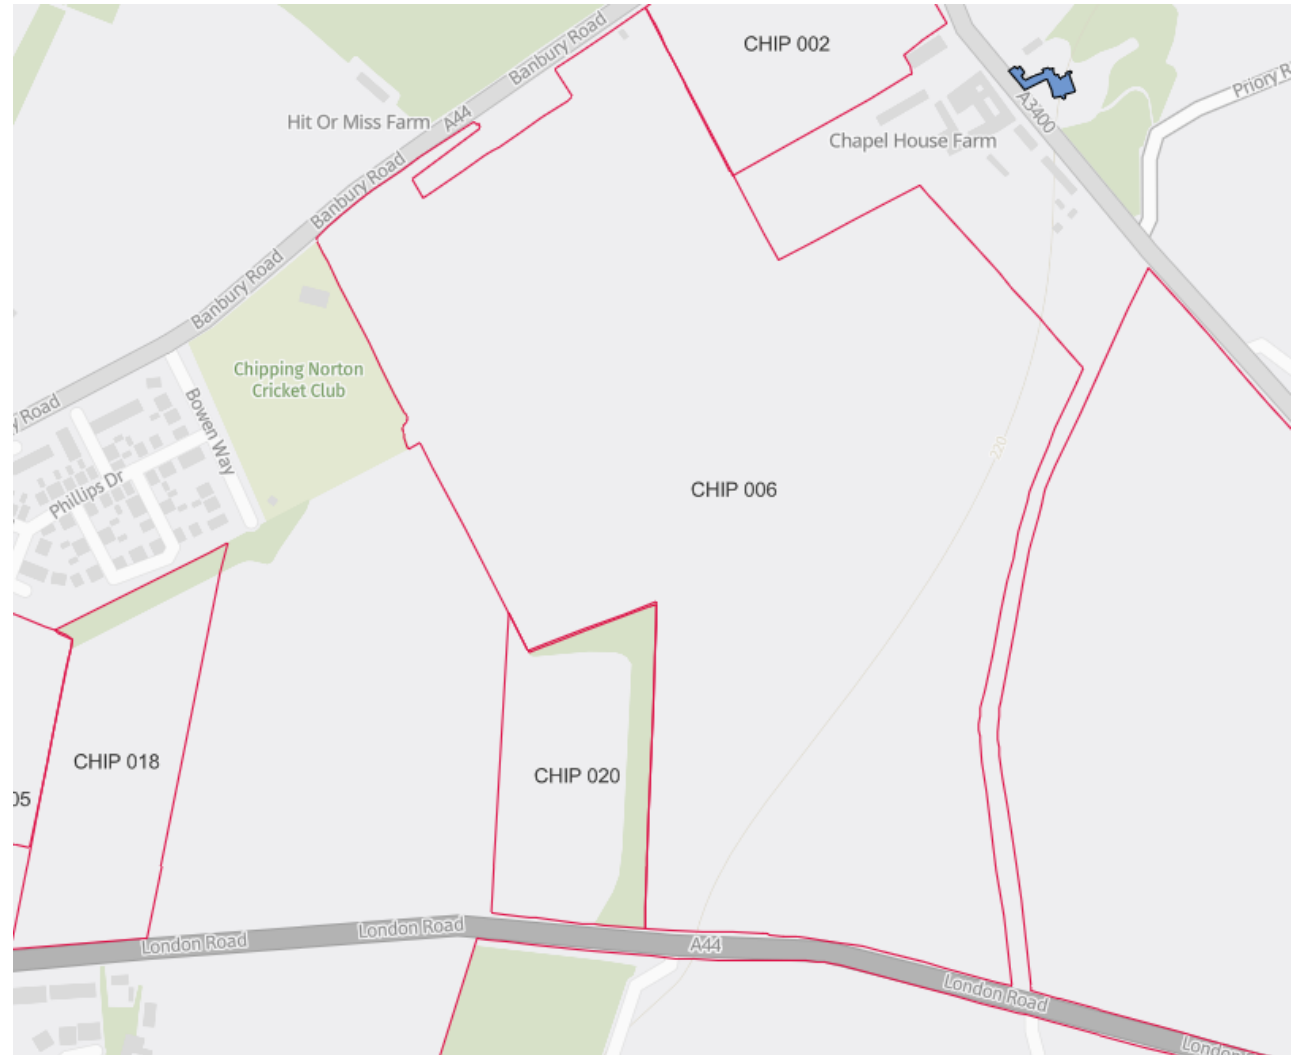 CHIP 002
Banbury Road
A44
Hit Or Miss Farm
A3400
Priory R
Chapel House Farm
Banbury Road
Banbury Road
Chipping Norton
Cricket Club
Bowen Way
y Road
Phillips Dr
220
CHIP 006
CHIP 018
CHIP 020
05
London Road
London Road
A44
London Road
London